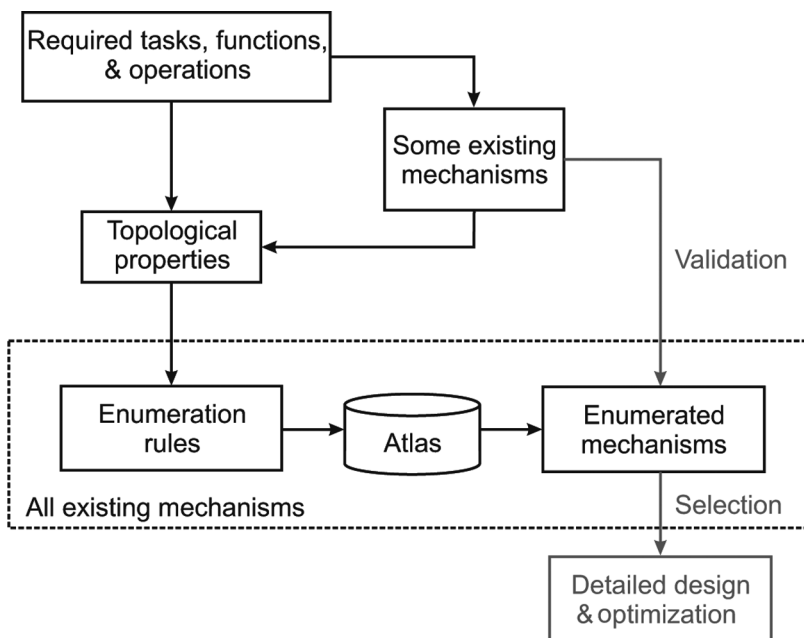 Required tasks, functions,
& operations
Some existing
mechanisms
Topological
properties
Validation
Enumeration
rules
Atlas
Enumerated
mechanisms
All existing mechanisms
Selection
Detailed design
& optimization